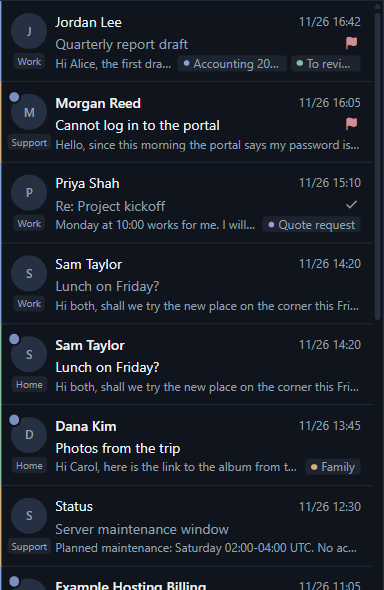 J
Jordan Lee 11/26 16:42
Quarterly report draft
Work Hi Alice, the first dra... Accounting 20... To revi...
M
Morgan Reed 11/26 16:05
Cannot log in to the portal
Support Hello, since this morning the portal says my password is...
P
Priya Shah 11/26 15:10
Re: Project kickoff
Work Monday at 10:00 works for me. I will... Quote request
S
Sam Taylor 11/26 14:20
Lunch on Friday?
Work Hi both, shall we try the new place on the corner this Fri...
S
Sam Taylor 11/26 14:20
Lunch on Friday?
Home Hi both, shall we try the new place on the corner this Fri...
D
Dana Kim 11/26 13:45
Photos from the trip
Home Hi Carol, here is the link to the album from t... Family
S
Status 11/26 12:30
Server maintenance window
Support Planned maintenance: Saturday 02:00-04:00 UTC. No ac...
Example Hosting Billing 11/26 11:05